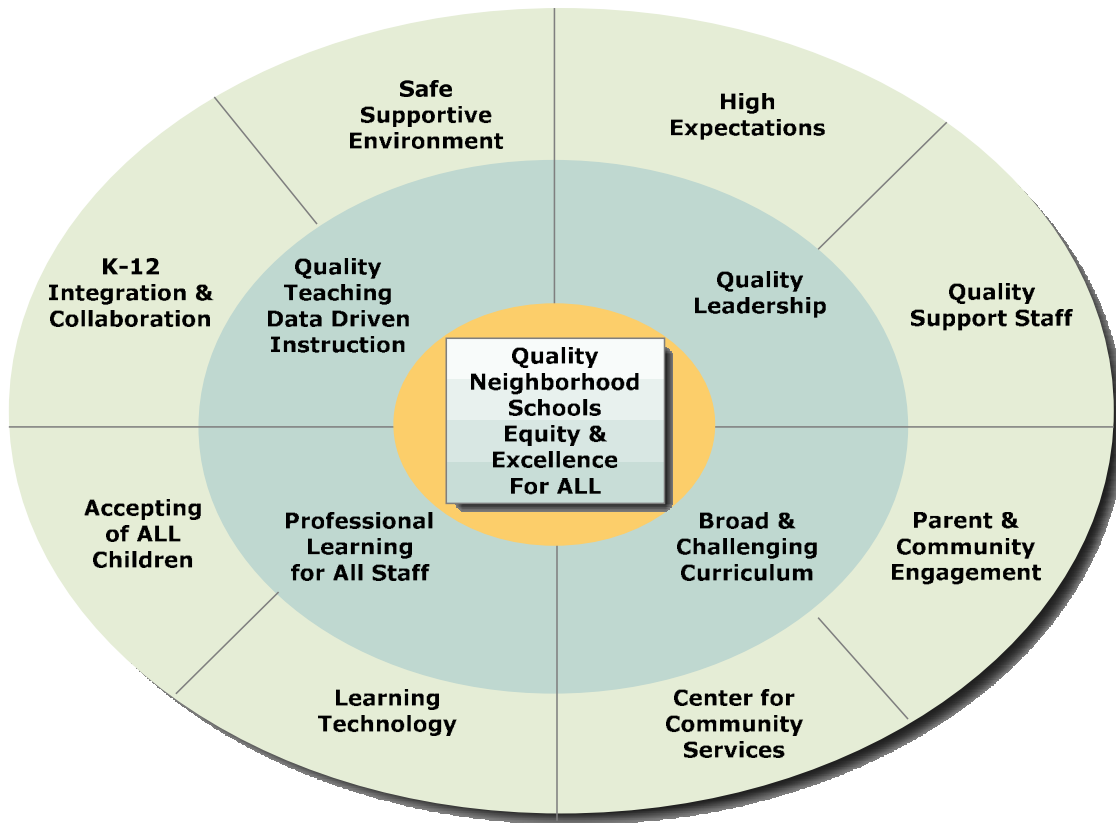 Safe
Supportive
Environment
High
Expectations
K-12
Integration &
Collaboration
Quality
Teaching
Data Driven
Instruction
Quality
Leadership
Quality
Support Staff
Quality
Neighborhood
Schools
Equity &
Excellence
For ALL
Accepting
of ALL
Children
Professional
Learning
for All Staff
Broad &
Challenging
Curriculum
Parent &
Community
Engagement
Learning
Technology
Center for
Community
Services